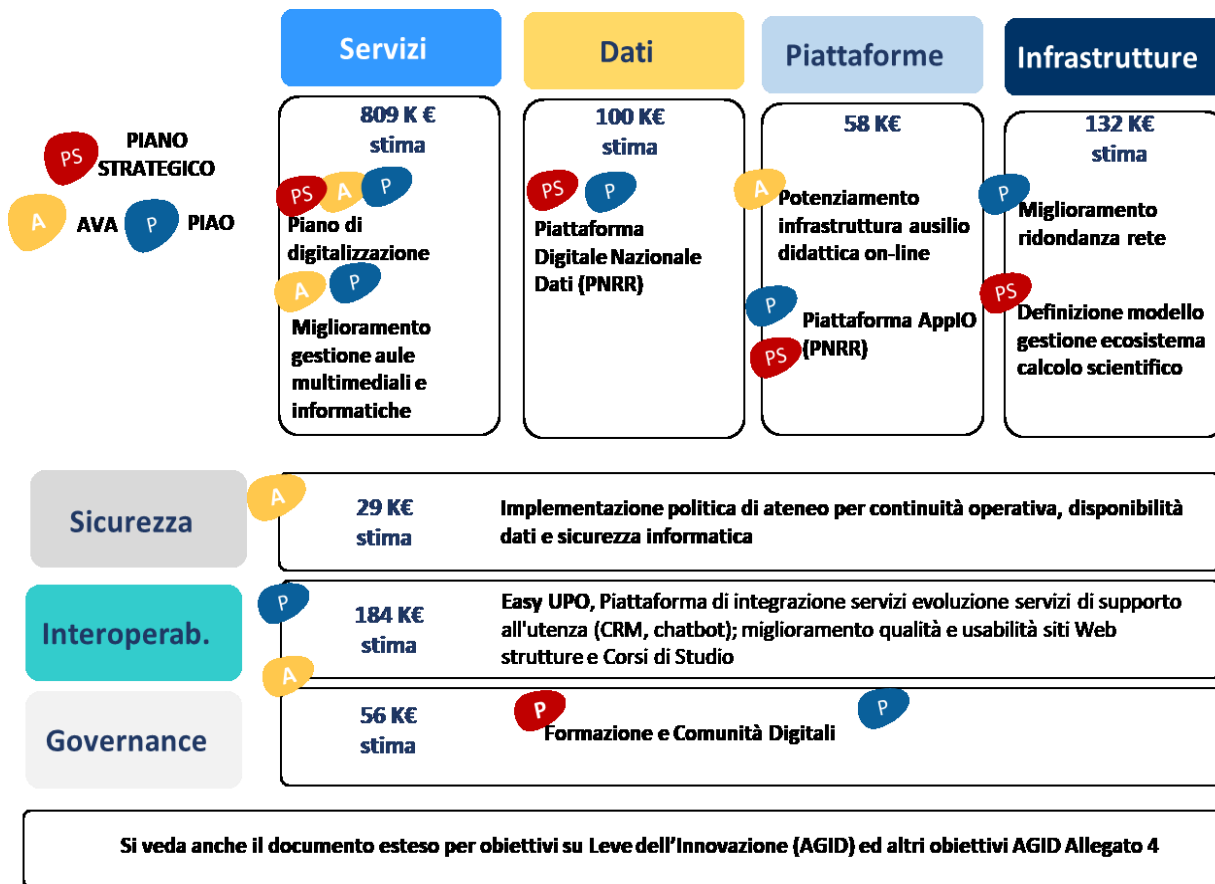 Servizi
Dati
Piattaforme
Infrastrutture
PS
PIANO
STRATEGICO
A
AVA
P
PIAO
809 K €
stima
PS
A
P
Piano di
digitalizzazione
A
P
Miglioramento
gestione aule
multimediali e
informatiche
100 K€
stima
PS
P
Piattaforma
Digitale Nazionale
Dati (PNRR)
58 K€
A
Potenziamento
infrastruttura ausilio
didattica on-line
P
PS
Piattaforma AppIO
(PNRR)
132 K€
stima
P
Miglioramento
ridondanza rete
PS
Definizione modello
gestione ecosistema
calcolo scientifico
Sicurezza
A
29 K€
stima
Implementazione politica di ateneo per continuità operativa, disponibilità
dati e sicurezza informatica
Interoperab.
P
184 K€
stima
Easy UPO, Piattaforma di integrazione servizi evoluzione servizi di supporto
all'utenza (CRM, chatbot); miglioramento qualità e usabilità siti Web
strutture e Corsi di Studio
A
Governance
56 K€
stima
P
Formazione e Comunità Digitali
P
Si veda anche il documento esteso per obiettivi su Leve dell’Innovazione (AGID) ed altri obiettivi AGID Allegato 4